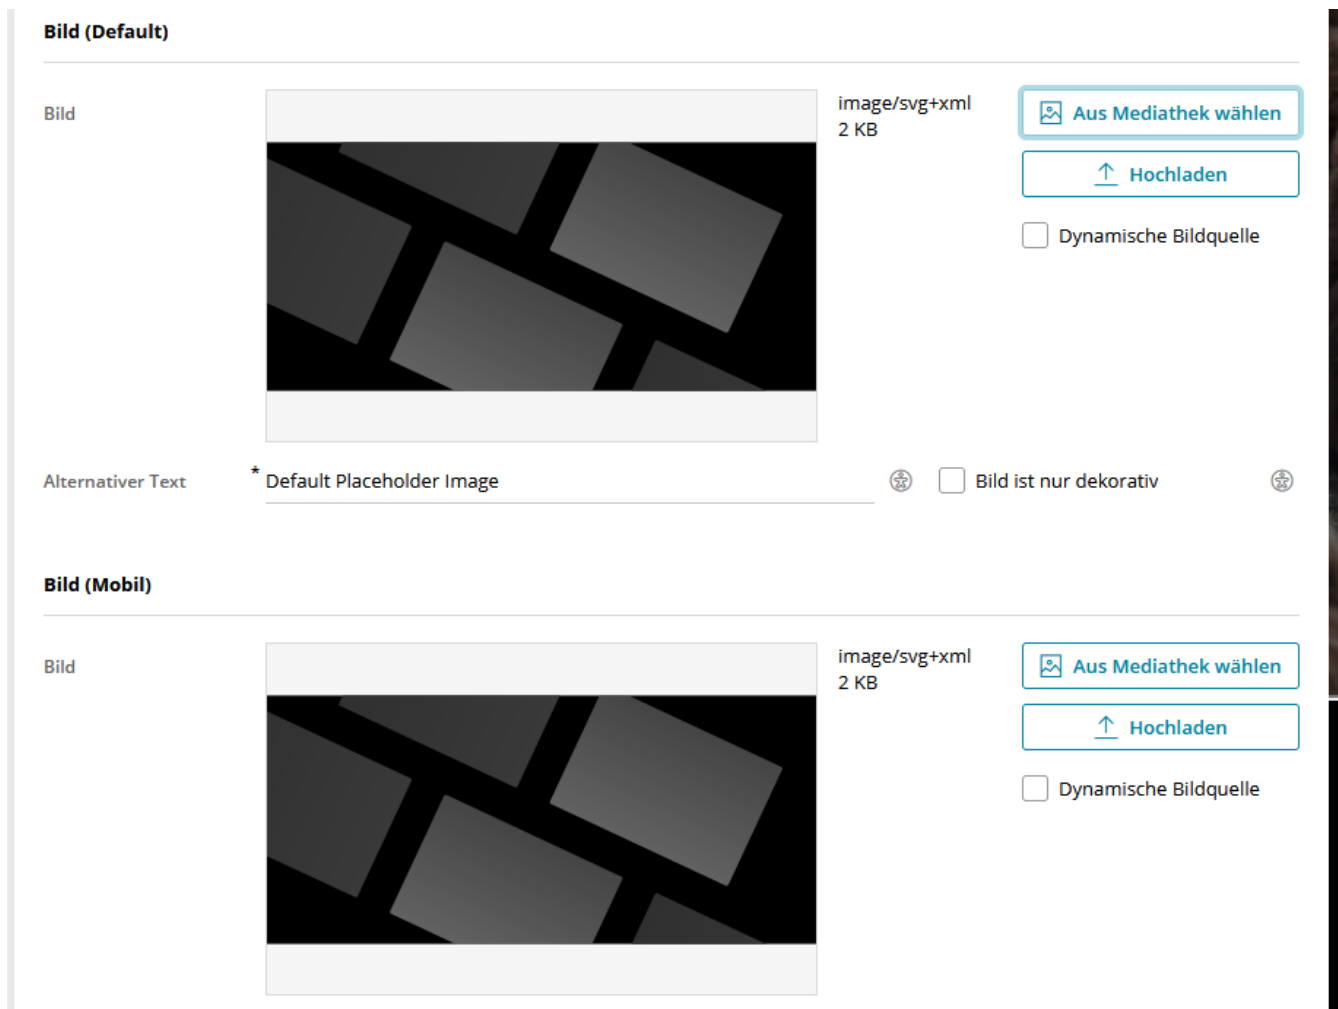 Bild (Default)
Bild
image/svg+xml
2 KB
Aus Mediathek wählen
Hochladen
Dynamische Bildquelle
Alternativer Text
* Default Placeholder Image
Bild ist nur dekorativ
Bild (Mobil)
Bild
image/svg+xml
2 KB
Aus Mediathek wählen
Hochladen
Dynamische Bildquelle